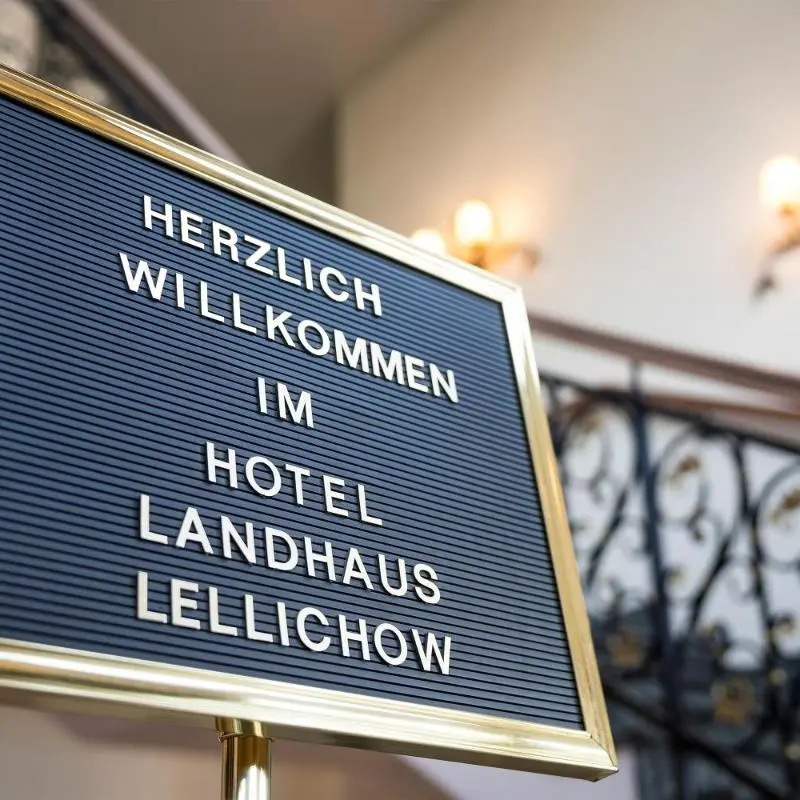 HERZLICH
WILLKOMMEN
IM
HOTEL
LANDHAUS
LELLICHOW